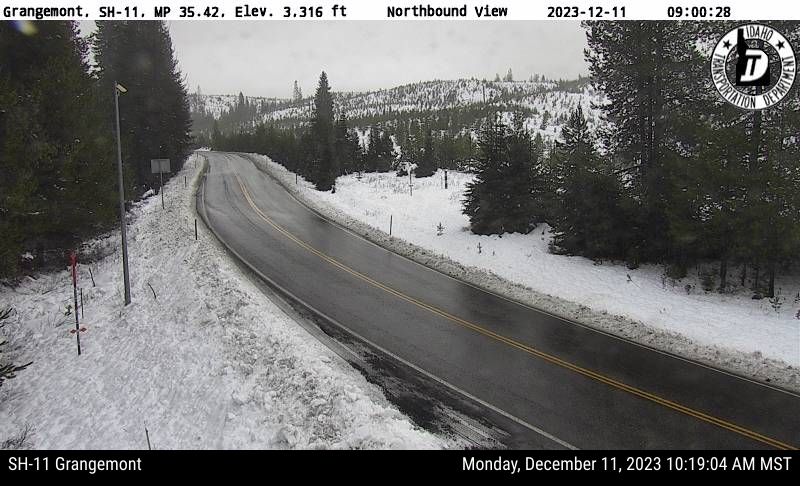 Grangemont, SH-11, MP 35.42, Elev. 3,316 ft Northbound View 2023-12-11 09:00:28
IDAHO
TRANSPORTATION DEPARTMENT
SH-11 Grangemont Monday, December 11, 2023 10:19:04 AM MST